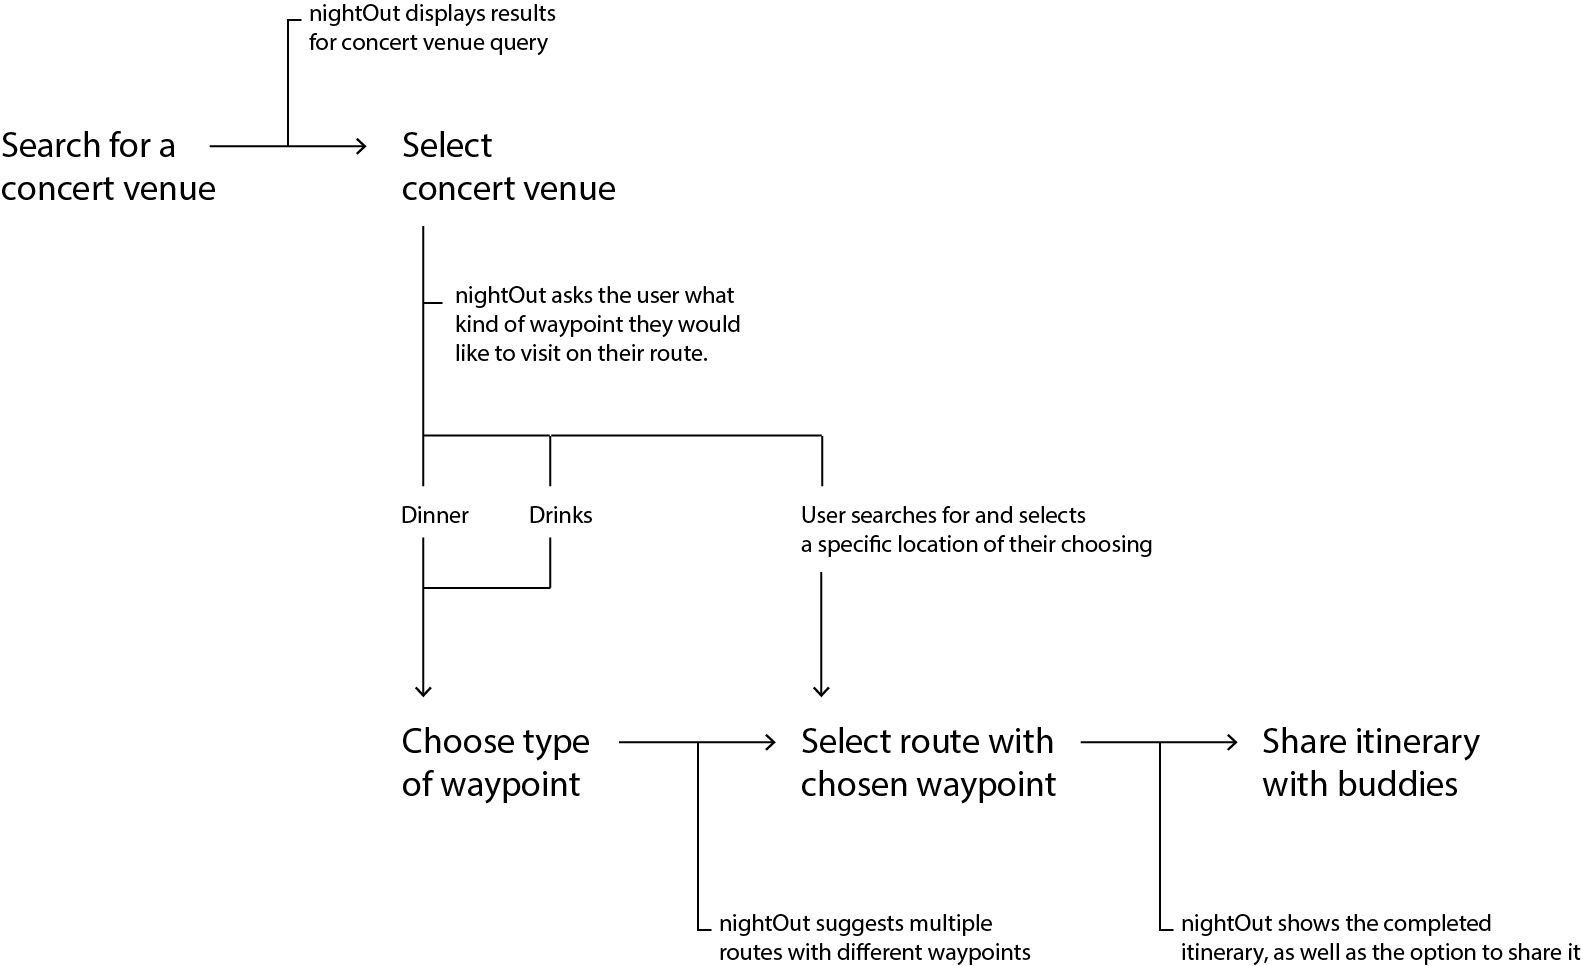 nightOut displays results
for concert venue query
Search for a
concert venue
Select
concert venue
nightOut asks the user what
kind of waypoint they would
like to visit on their route.
Dinner
Drinks
User searches for and selects
a specific location of their choosing
Choose type
of waypoint
Select route with
chosen waypoint
Share itinerary
with buddies
nightOut suggests multiple
routes with different waypoints
nightOut shows the completed
itinerary, as well as the option to share it